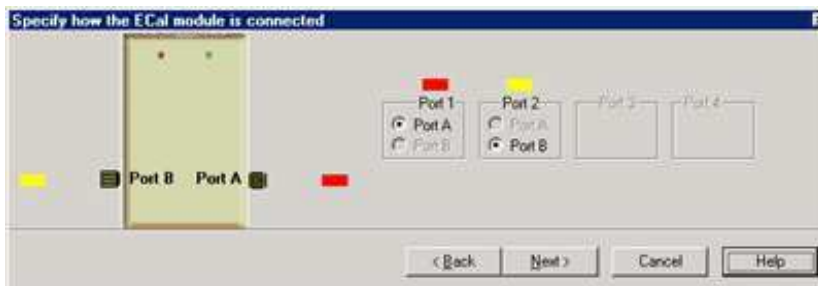 Specify how the ECal module is connected
Port 1
Port 2
Port 3
Port 4
Port A
Port A
Port B
Port B
Port B
Port A
< Back
Next >
Cancel
Help